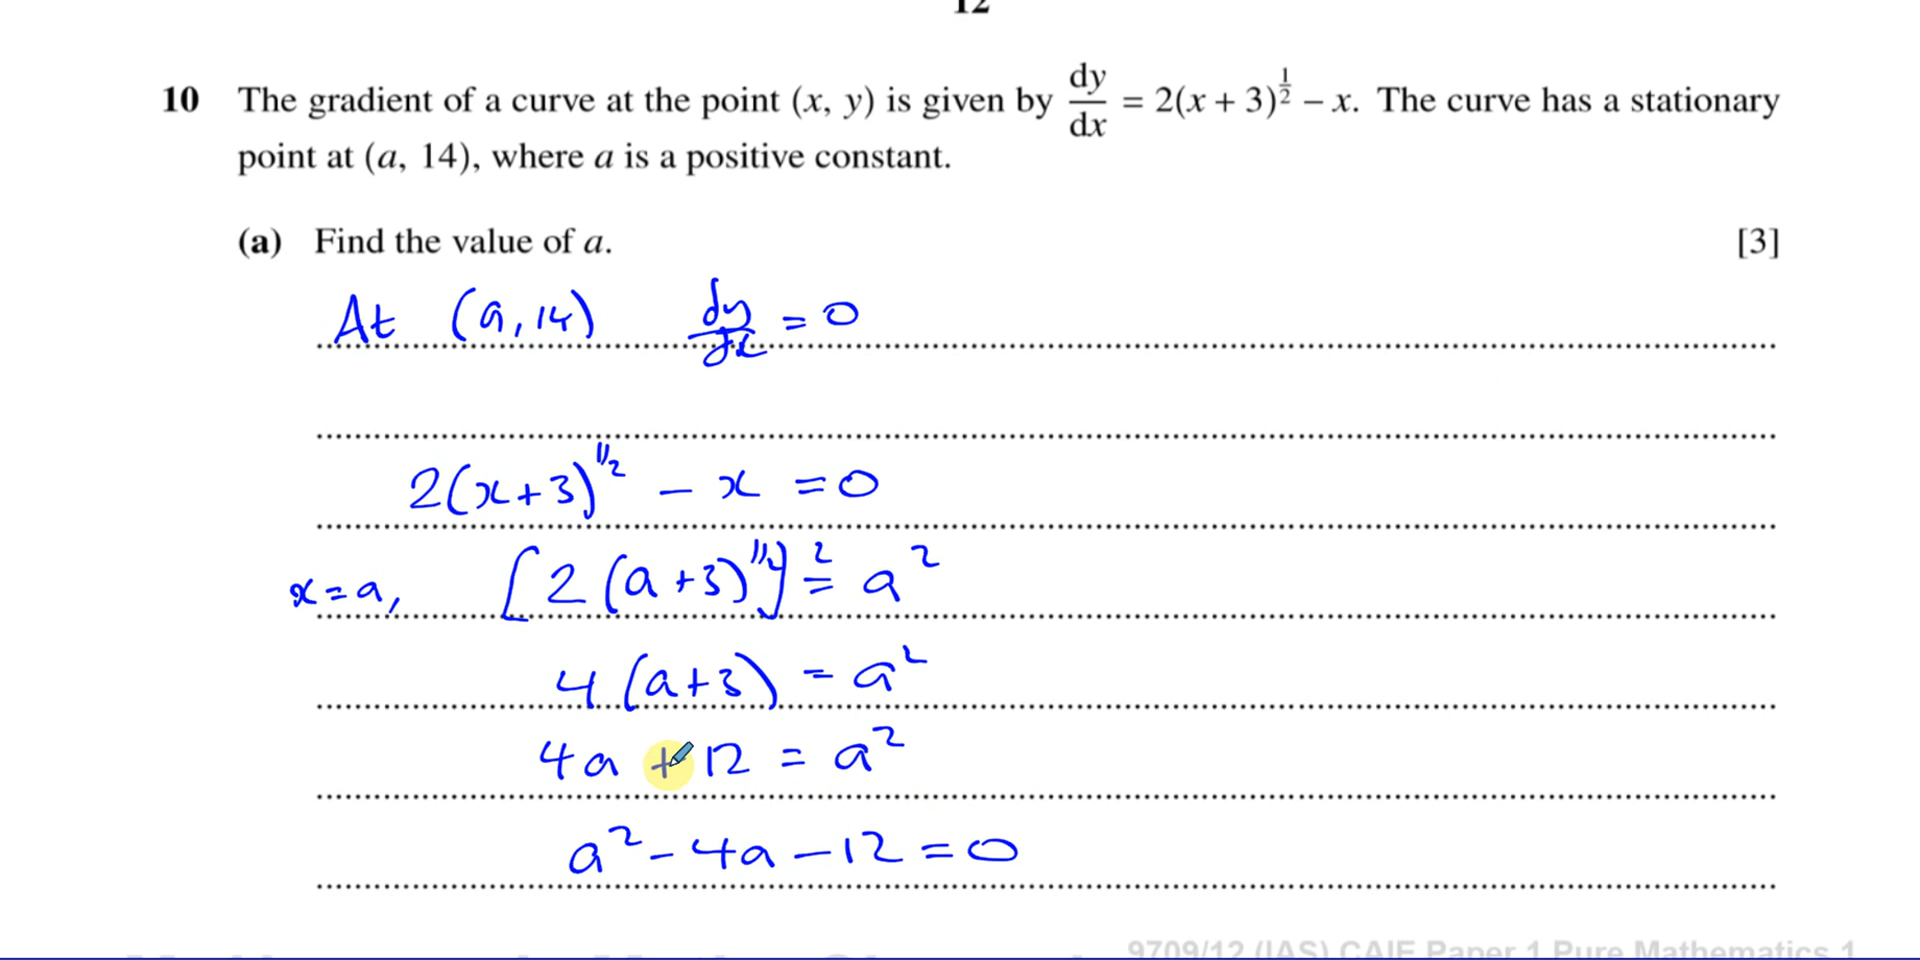 12
10 The gradient of a curve at the point (x, y) is given by dy/dx = 2(x + 3)^(1/2) − x. The curve has a stationary
point at (a, 14), where a is a positive constant.
(a) Find the value of a. [3]
At (a, 14) dy/dx = 0
2(x+3)^(1/2) − x = 0
x = a, [2(a+3)^(1/2)]^2 = a^2
4(a+3) = a^2
4a + 12 = a^2
a^2 − 4a − 12 = 0
9709/12 (IAS) CAIE Paper 1 Pure Mathematics 1